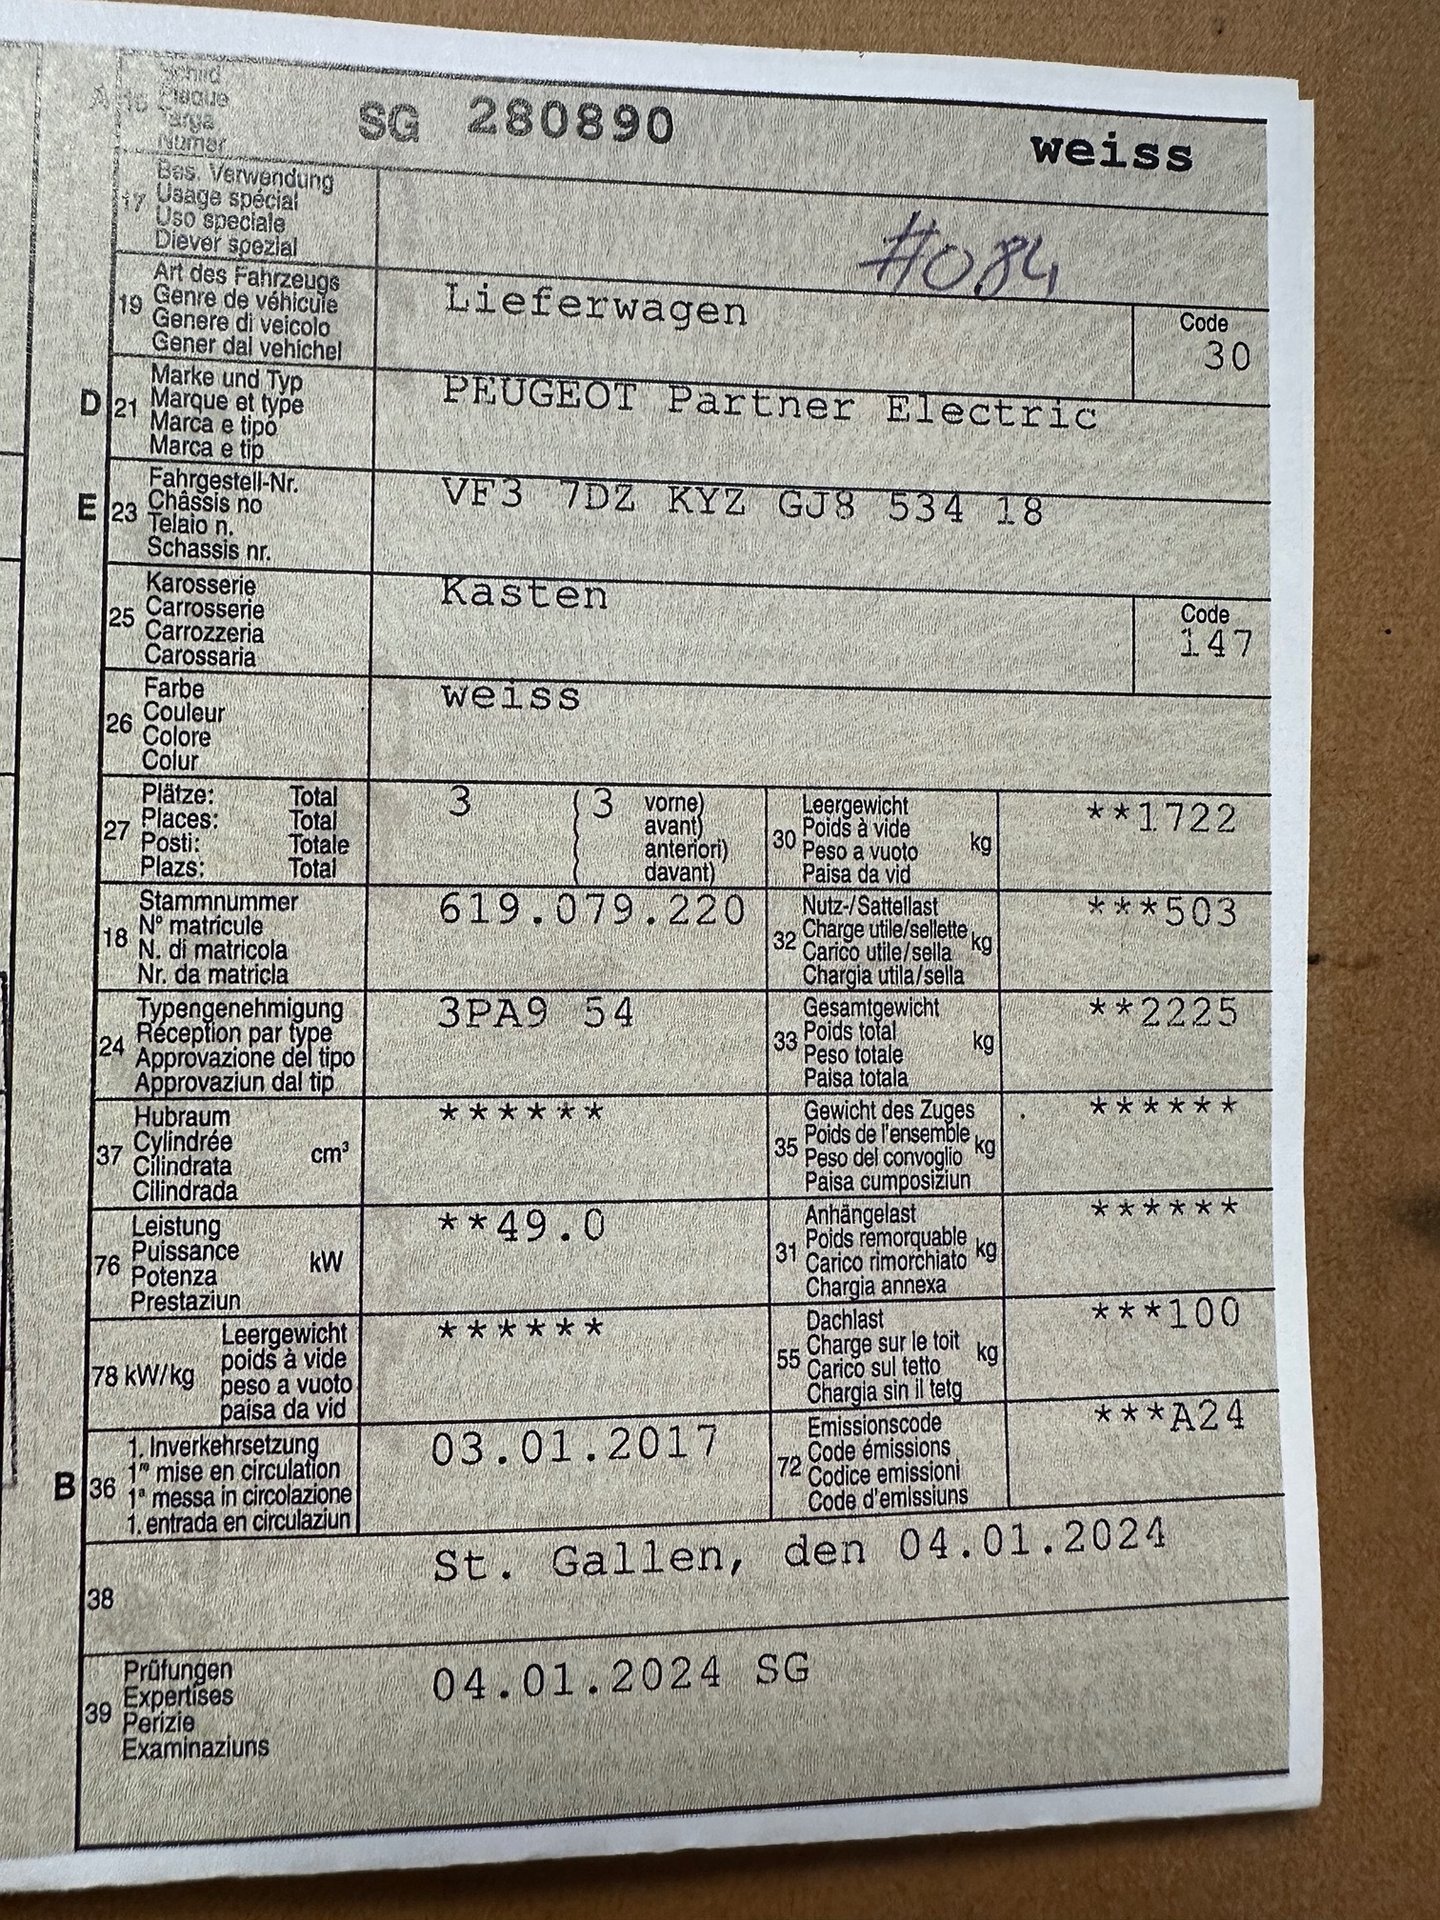 Schild
A 15 Plaque SG 280890 weiss
Targa
Numer
Bes. Verwendung
17 Usage spécial
Uso speciale
Diever spezial
#084
Art des Fahrzeugs
19 Genre de véhicule Lieferwagen Code
Genere di veicolo 30
Gener dal vehichel
Marke und Typ
D 21 Marque et type PEUGEOT Partner Electric
Marca e tipo
Marca e tip
Fahrgestell-Nr.
E 23 Châssis no VF3 7DZ KYZ GJ8 534 18
Telaio n.
Schassis nr.
Karosserie
25 Carrosserie Kasten Code
Carrozzeria 147
Carossaria
Farbe
26 Couleur weiss
Colore
Colur
Plätze: Total 3 (3 vorne)
27 Places: Total avant)
Posti: Totale anteriori)
Plazs: Total davant)
Leergewicht
30 Poids à vide kg **1722
Peso a vuoto
Paisa da vid
Stammnummer
18 N° matricule 619.079.220
N. di matricola
Nr. da matricla
Nutz-/Sattellast
32 Charge utile/sellette kg ***503
Carico utile/sella
Chargia utila/sella
Typengenehmigung
24 Réception par type 3PA9 54
Approvazione del tipo
Approvaziun dal tip
Gesamtgewicht
33 Poids total kg **2225
Peso totale
Paisa totala
Hubraum
37 Cylindrée cm³ ******
Cilindrata
Cilindrada
Gewicht des Zuges
35 Poids de l'ensemble kg ******
Peso del convoglio
Paisa cumposiziun
Leistung
76 Puissance kW **49.0
Potenza
Prestaziun
Anhängelast
31 Poids remorquable kg ******
Carico rimorchiato
Chargia annexa
Leergewicht
78 kW/kg poids à vide ******
peso a vuoto
paisa da vid
Dachlast
55 Charge sur le toit kg ***100
Carico sul tetto
Chargia sin il tetg
1. Inverkehrsetzung
B 36 1re mise en circulation 03.01.2017
1a messa in circolazione
1. entrada en circulaziun
Emissionscode
72 Code émissions ***A24
Codice emissioni
Code d'emissiuns
38 St. Gallen, den 04.01.2024
Prüfungen
39 Expertises 04.01.2024 SG
Perizie
Examinaziuns